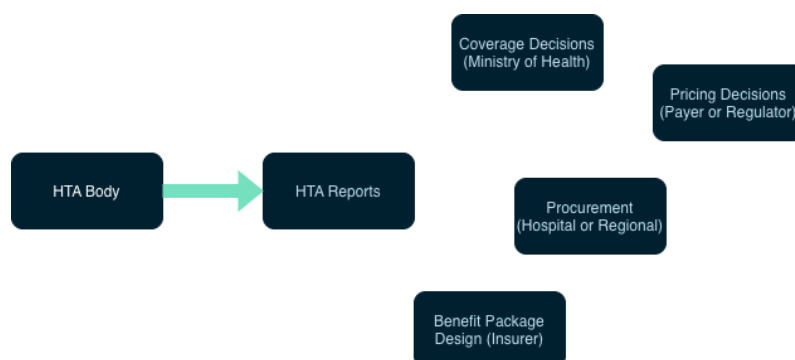 Coverage Decisions
(Ministry of Health)
Pricing Decisions
(Payer or Regulator)
HTA Body
HTA Reports
Procurement
(Hospital or Regional)
Benefit Package
Design (Insurer)